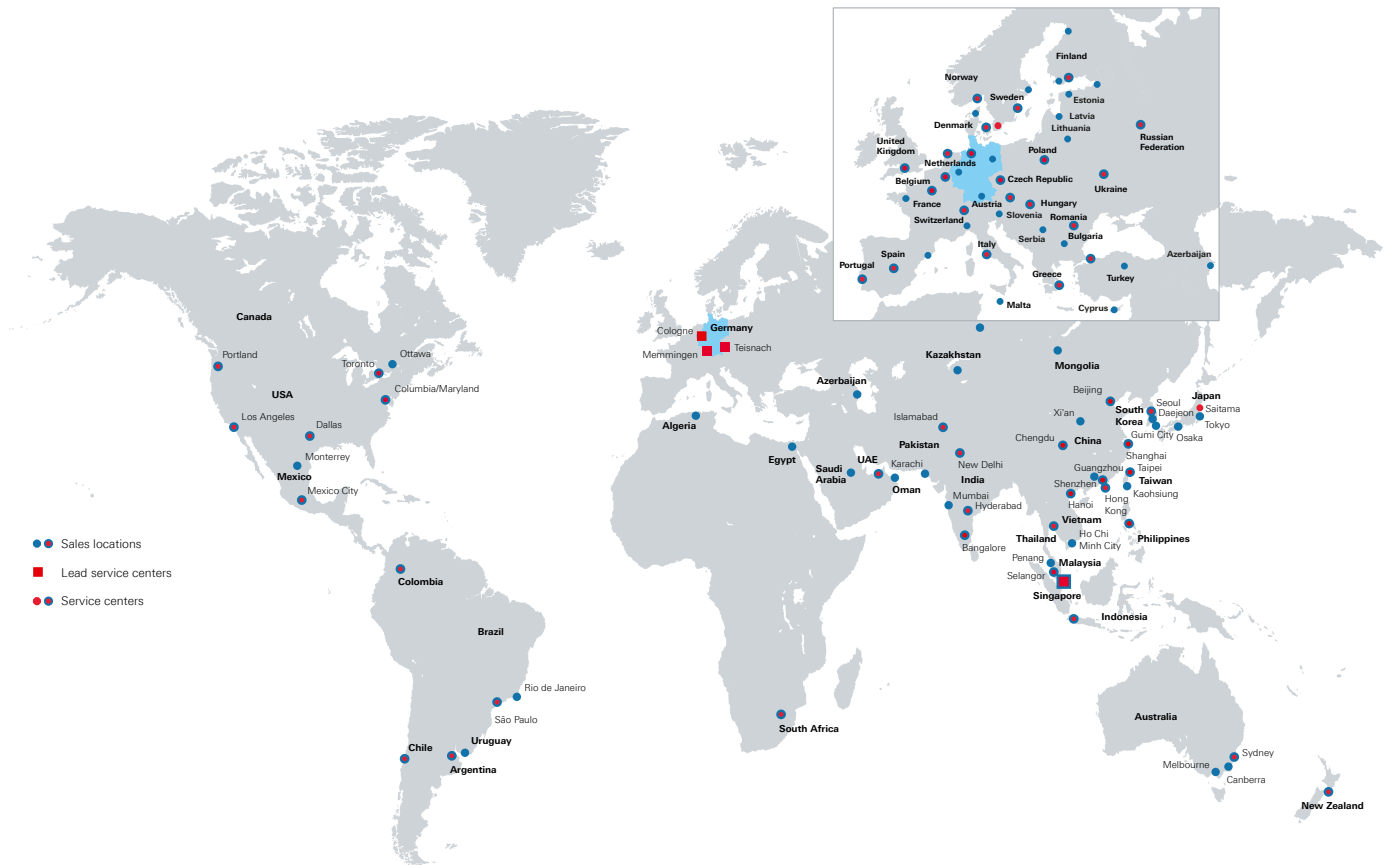 Finland
Norway
Sweden
Estonia
Latvia
Denmark
Lithuania
Russian
Federation
United
Kingdom
Poland
Netherlands
Belgium
Czech Republic
Ukraine
France
Austria
Hungary
Switzerland
Slovenia
Romania
Serbia
Bulgaria
Italy
Spain
Portugal
Azerbaijan
Greece
Turkey
Malta
Cyprus
Canada
Portland
Toronto
Ottawa
USA
Columbia/Maryland
Los Angeles
Dallas
Monterrey
Mexico
Mexico City
Sales locations
Lead service centers
Service centers
Colombia
Brazil
Rio de Janeiro
São Paulo
Uruguay
Chile
Argentina
Cologne
Germany
Memmingen
Teisnach
Algeria
Egypt
Saudi
Arabia
UAE
Oman
South Africa
Azerbaijan
Kazakhstan
Mongolia
Islamabad
Pakistan
Karachi
New Delhi
India
Mumbai
Hyderabad
Bangalore
Beijing
Xi'an
Chengdu
China
South
Korea
Seoul
Daejeon
Gumi City
Japan
Saitama
Tokyo
Osaka
Shanghai
Guangzhou
Shenzhen
Hong
Kong
Taipei
Taiwan
Kaohsiung
Hanoi
Vietnam
Thailand
Ho Chi
Minh City
Philippines
Penang
Malaysia
Selangor
Singapore
Indonesia
Australia
Sydney
Melbourne
Canberra
New Zealand